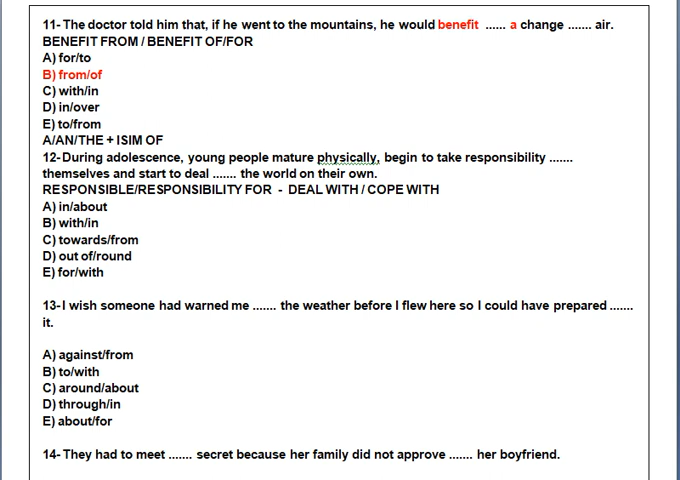 11- The doctor told him that, if he went to the mountains, he would benefit ...... a change ....... air.
BENEFIT FROM / BENEFIT OF/FOR
A) for/to
B) from/of
C) with/in
D) in/over
E) to/from
A/AN/THE + ISIM OF
12- During adolescence, young people mature physically, begin to take responsibility .......
themselves and start to deal ....... the world on their own.
RESPONSIBLE/RESPONSIBILITY FOR - DEAL WITH / COPE WITH
A) in/about
B) with/in
C) towards/from
D) out of/round
E) for/with
13- I wish someone had warned me ....... the weather before I flew here so I could have prepared .......
it.
A) against/from
B) to/with
C) around/about
D) through/in
E) about/for
14- They had to meet ....... secret because her family did not approve ....... her boyfriend.